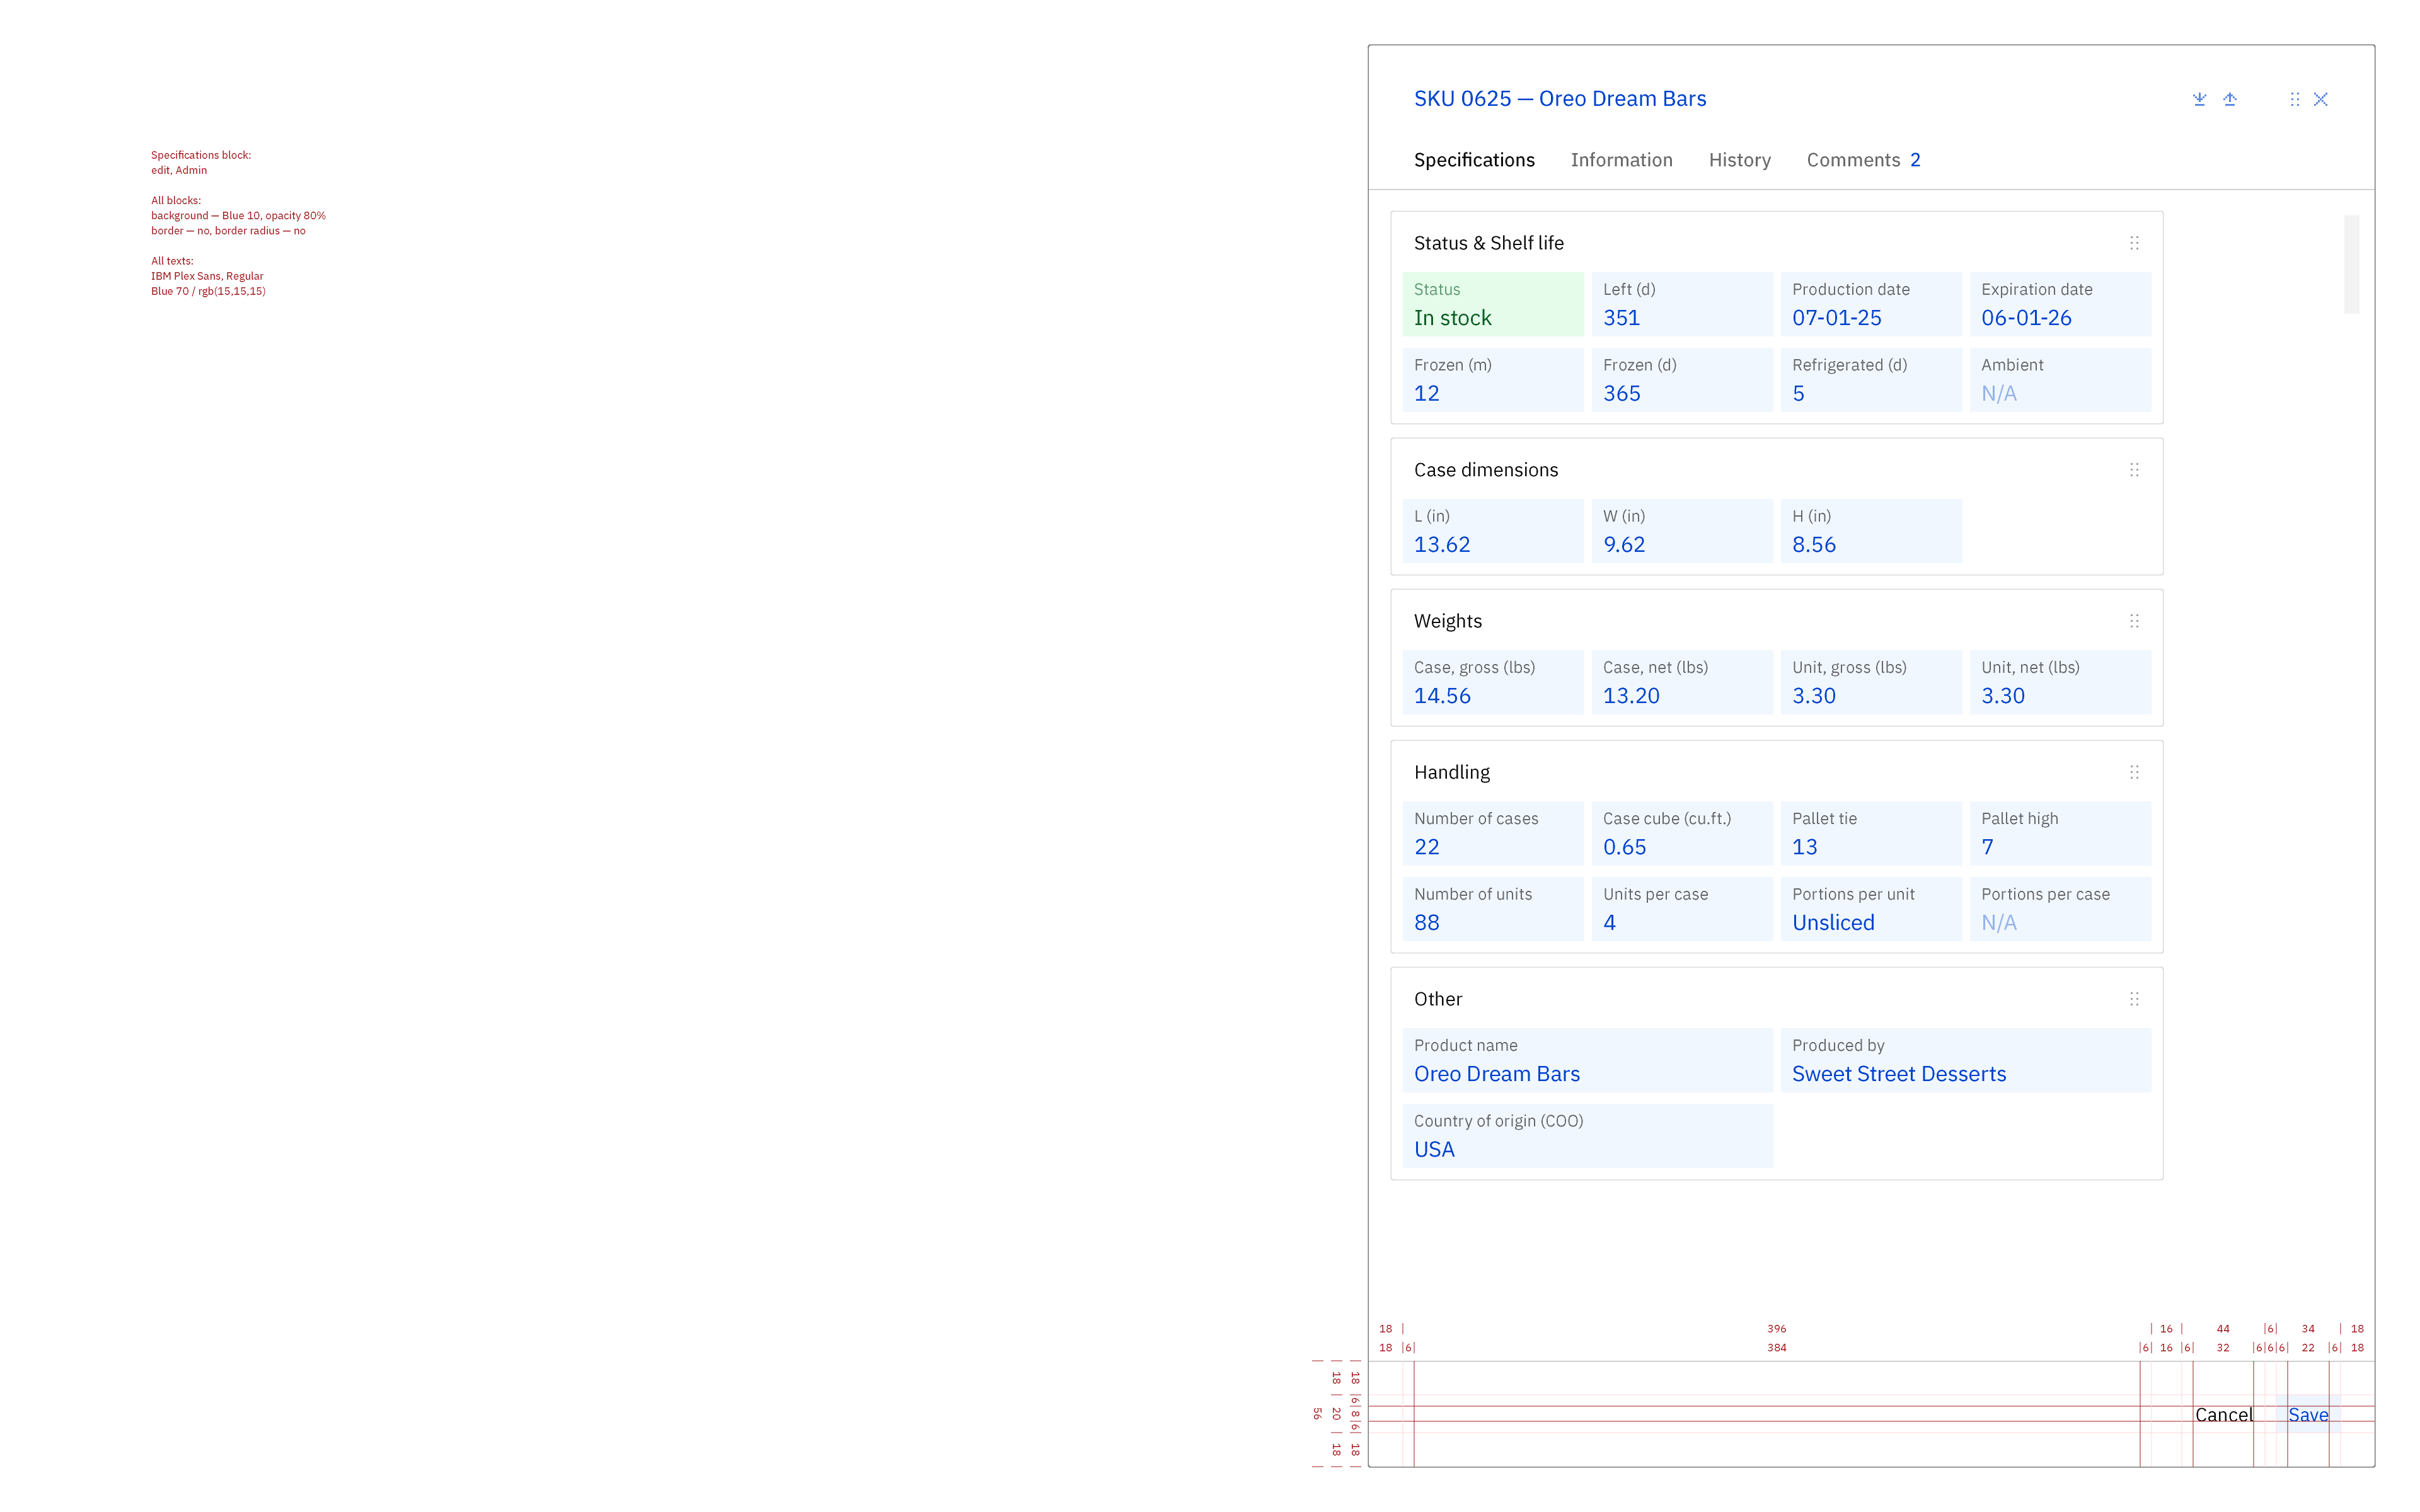 Specifications block:
edit, Admin
All blocks:
background — Blue 10, opacity 80%
border — no, border radius — no
All texts:
IBM Plex Sans, Regular
Blue 70 / rgb(15,15,15)
SKU 0625 — Oreo Dream Bars
Specifications Information History Comments 2
Status & Shelf life
Status Left (d) Production date Expiration date
In stock 351 07-01-25 06-01-26
Frozen (m) Frozen (d) Refrigerated (d) Ambient
12 365 5 N/A
Case dimensions
L (in) W (in) H (in)
13.62 9.62 8.56
Weights
Case, gross (lbs) Case, net (lbs) Unit, gross (lbs) Unit, net (lbs)
14.56 13.20 3.30 3.30
Handling
Number of cases Case cube (cu.ft.) Pallet tie Pallet high
22 0.65 13 7
Number of units Units per case Portions per unit Portions per case
88 4 Unsliced N/A
Other
Product name Produced by
Oreo Dream Bars Sweet Street Desserts
Country of origin (COO)
USA
18 396 16 44 6 34 18
18 6 384 6 16 6 32 6 6 6 22 6 18
18 18
6
56 20 8
6
18 18
Cancel Save